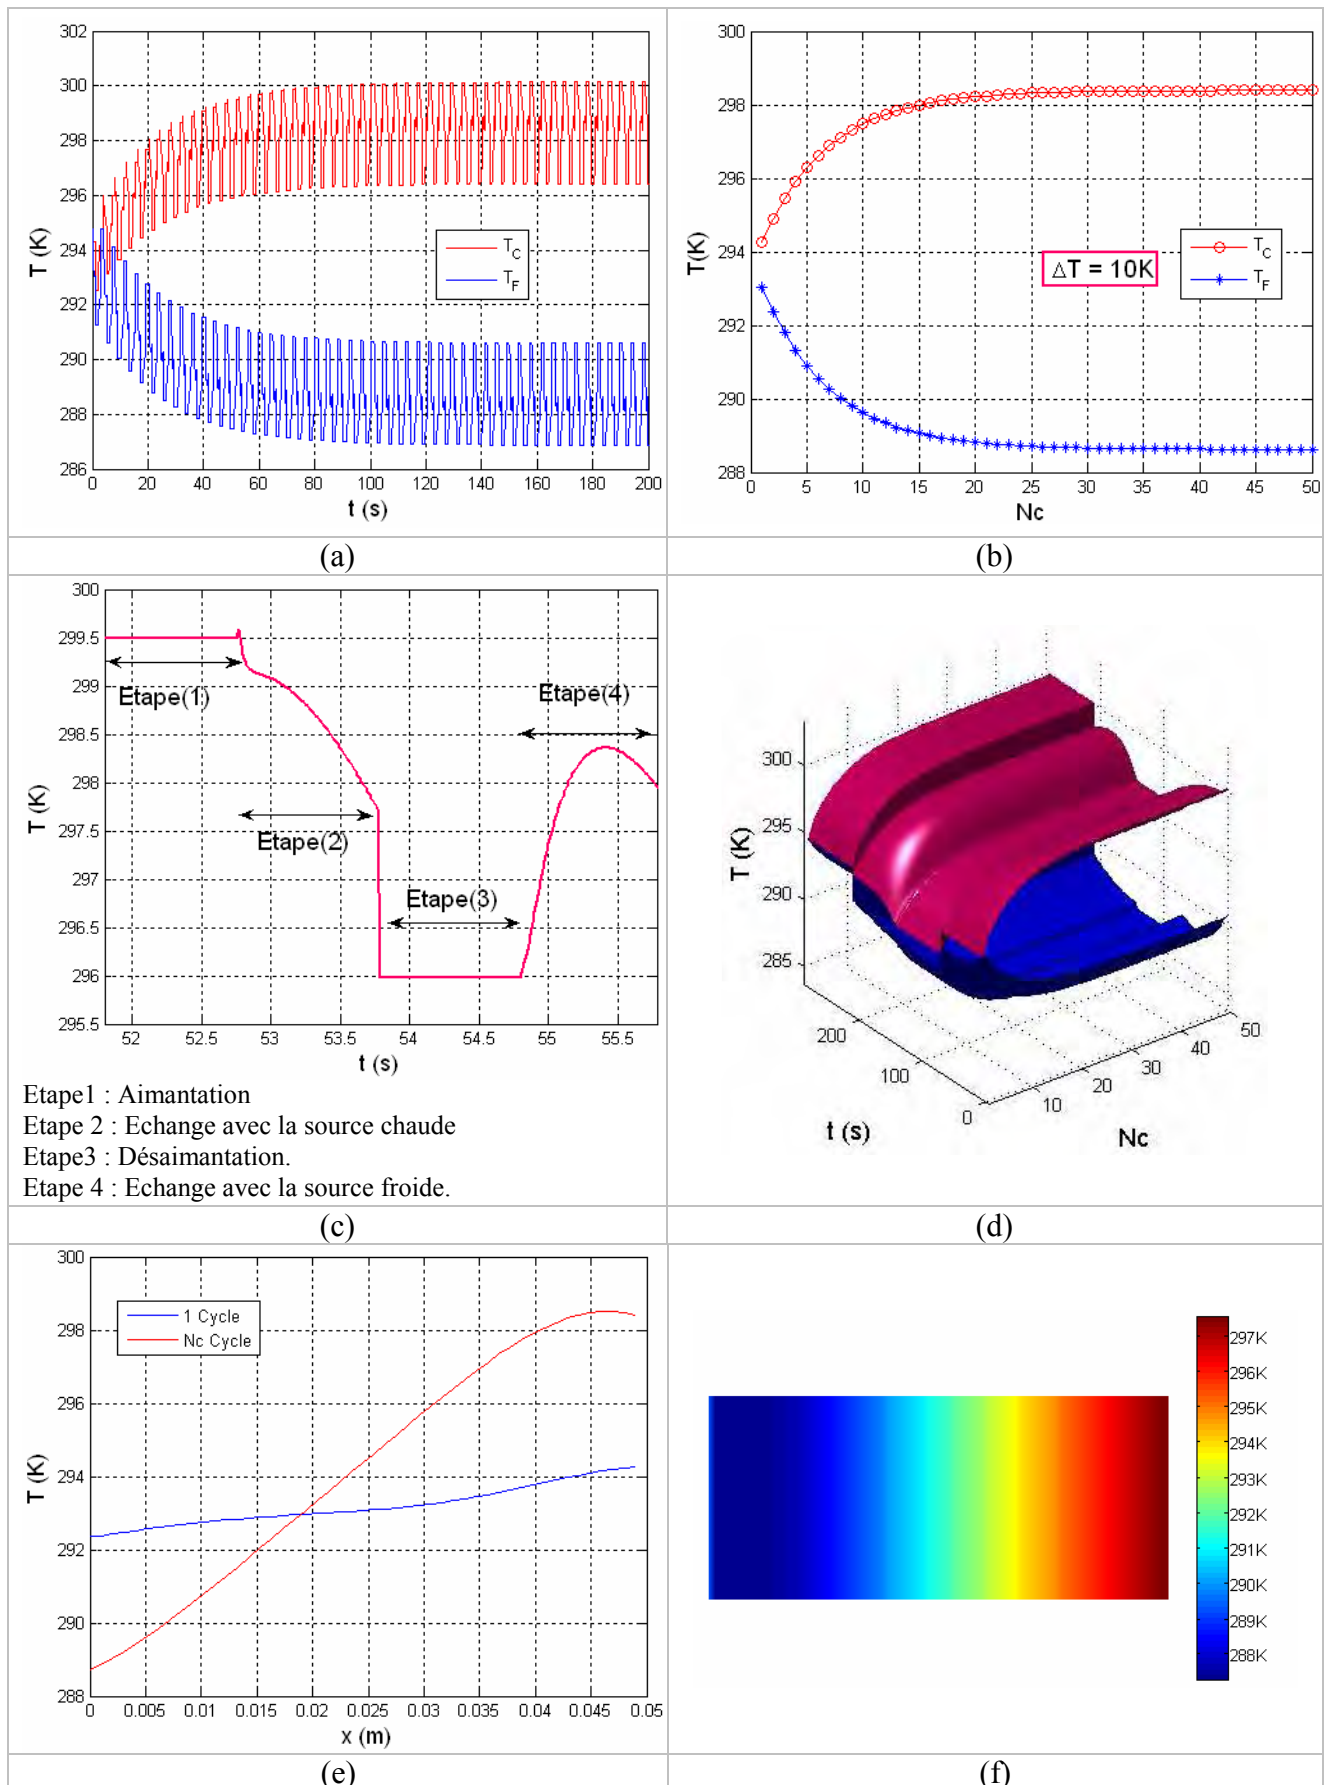 302
300
298
296
294
292
290
288
286
T (K)
T_C
T_F
0 20 40 60 80 100 120 140 160 180 200
t (s)
(a)
300
298
296
294
292
290
288
T(K)
ΔT = 10K
T_C
T_F
0 5 10 15 20 25 30 35 40 45 50
Nc
(b)
300
299.5
299
298.5
298
297.5
297
296.5
296
295.5
T (K)
Etape(1)
Etape(2)
Etape(3)
Etape(4)
52 52.5 53 53.5 54 54.5 55 55.5
t (s)
Etape1 : Aimantation
Etape 2 : Echange avec la source chaude
Etape3 : Désaimantation.
Etape 4 : Echange avec la source froide.
(c)
300
295
290
285
T (K)
200
100
0
t (s)
10
20
30
40
50
Nc
(d)
300
298
296
294
292
290
288
T (K)
1 Cycle
Nc Cycle
0 0.005 0.01 0.015 0.02 0.025 0.03 0.035 0.04 0.045 0.05
x (m)
(e)
297K
296K
295K
294K
293K
292K
291K
290K
289K
288K
(f)